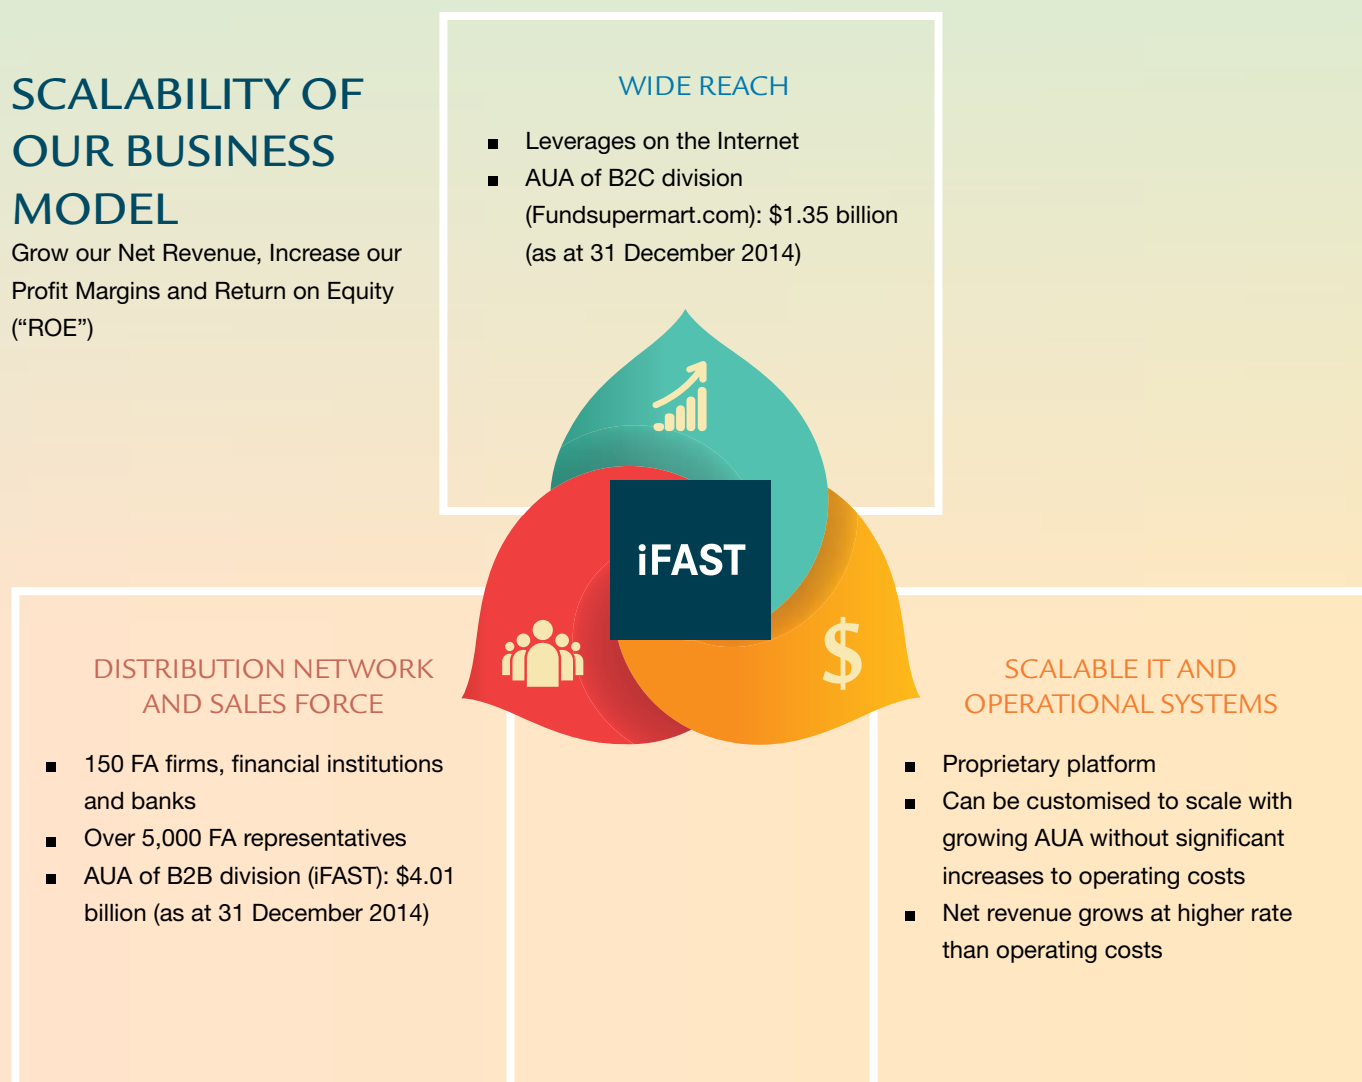 SCALABILITY OF
OUR BUSINESS
MODEL
Grow our Net Revenue, Increase our
Profit Margins and Return on Equity
(“ROE”)
WIDE REACH
■ Leverages on the Internet
■ AUA of B2C division
(Fundsupermart.com): $1.35 billion
(as at 31 December 2014)
iFAST
$
DISTRIBUTION NETWORK
AND SALES FORCE
■ 150 FA firms, financial institutions
and banks
■ Over 5,000 FA representatives
■ AUA of B2B division (iFAST): $4.01
billion (as at 31 December 2014)
SCALABLE IT AND
OPERATIONAL SYSTEMS
■ Proprietary platform
■ Can be customised to scale with
growing AUA without significant
increases to operating costs
■ Net revenue grows at higher rate
than operating costs